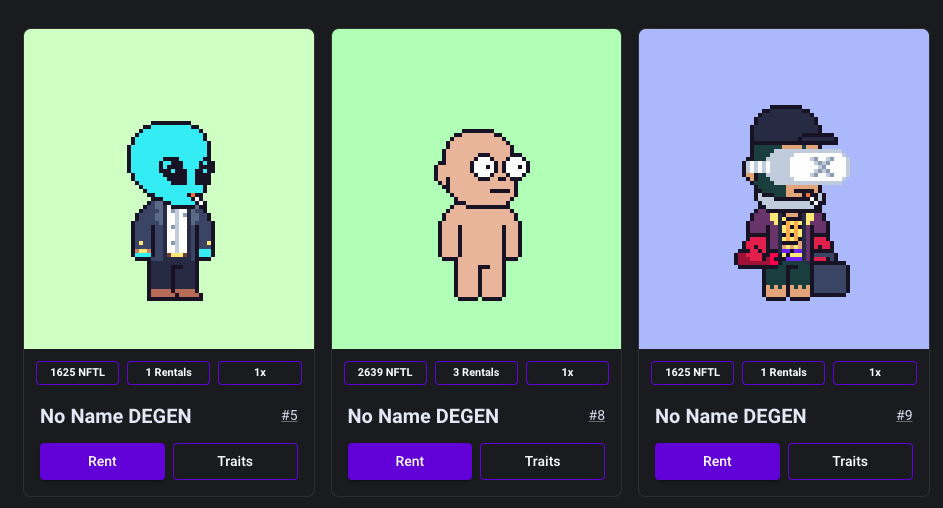 1625 NFTL 1 Rentals 1x
No Name DEGEN #5
Rent Traits
2639 NFTL 3 Rentals 1x
No Name DEGEN #8
Rent Traits
1625 NFTL 1 Rentals 1x
No Name DEGEN #9
Rent Traits